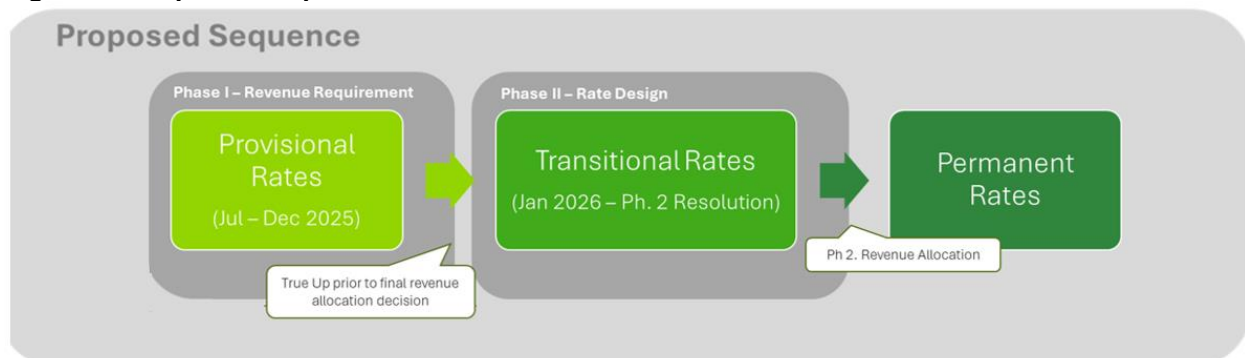 Proposed Sequence
Phase I – Revenue Requirement
Provisional
Rates
(Jul – Dec 2025)
True Up prior to final revenue
allocation decision
Phase II – Rate Design
Transitional Rates
(Jan 2026 – Ph. 2 Resolution)
Ph 2. Revenue Allocation
Permanent
Rates